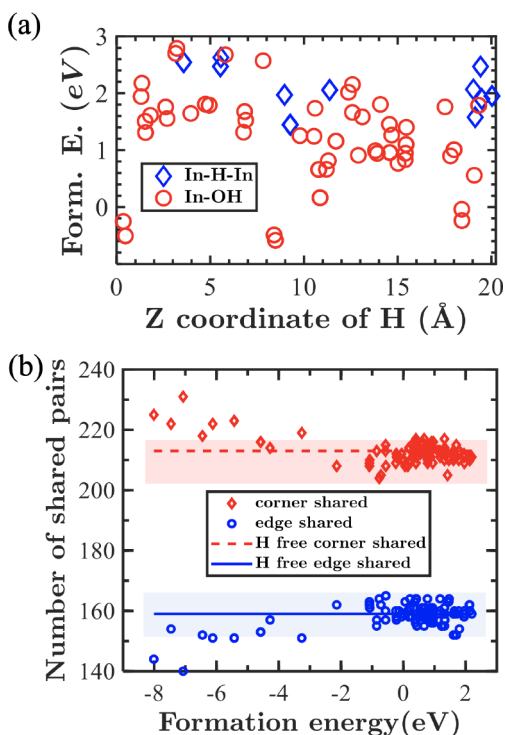 (a)
Form. E. (eV)
3
2
1
0
In-H-In
In-OH
0
5
10
15
20
Z coordinate of H (Å)
(b)
Number of shared pairs
240
220
200
180
160
140
corner shared
edge shared
H free corner shared
H free edge shared
-8
-6
-4
-2
0
2
Formation energy(eV)